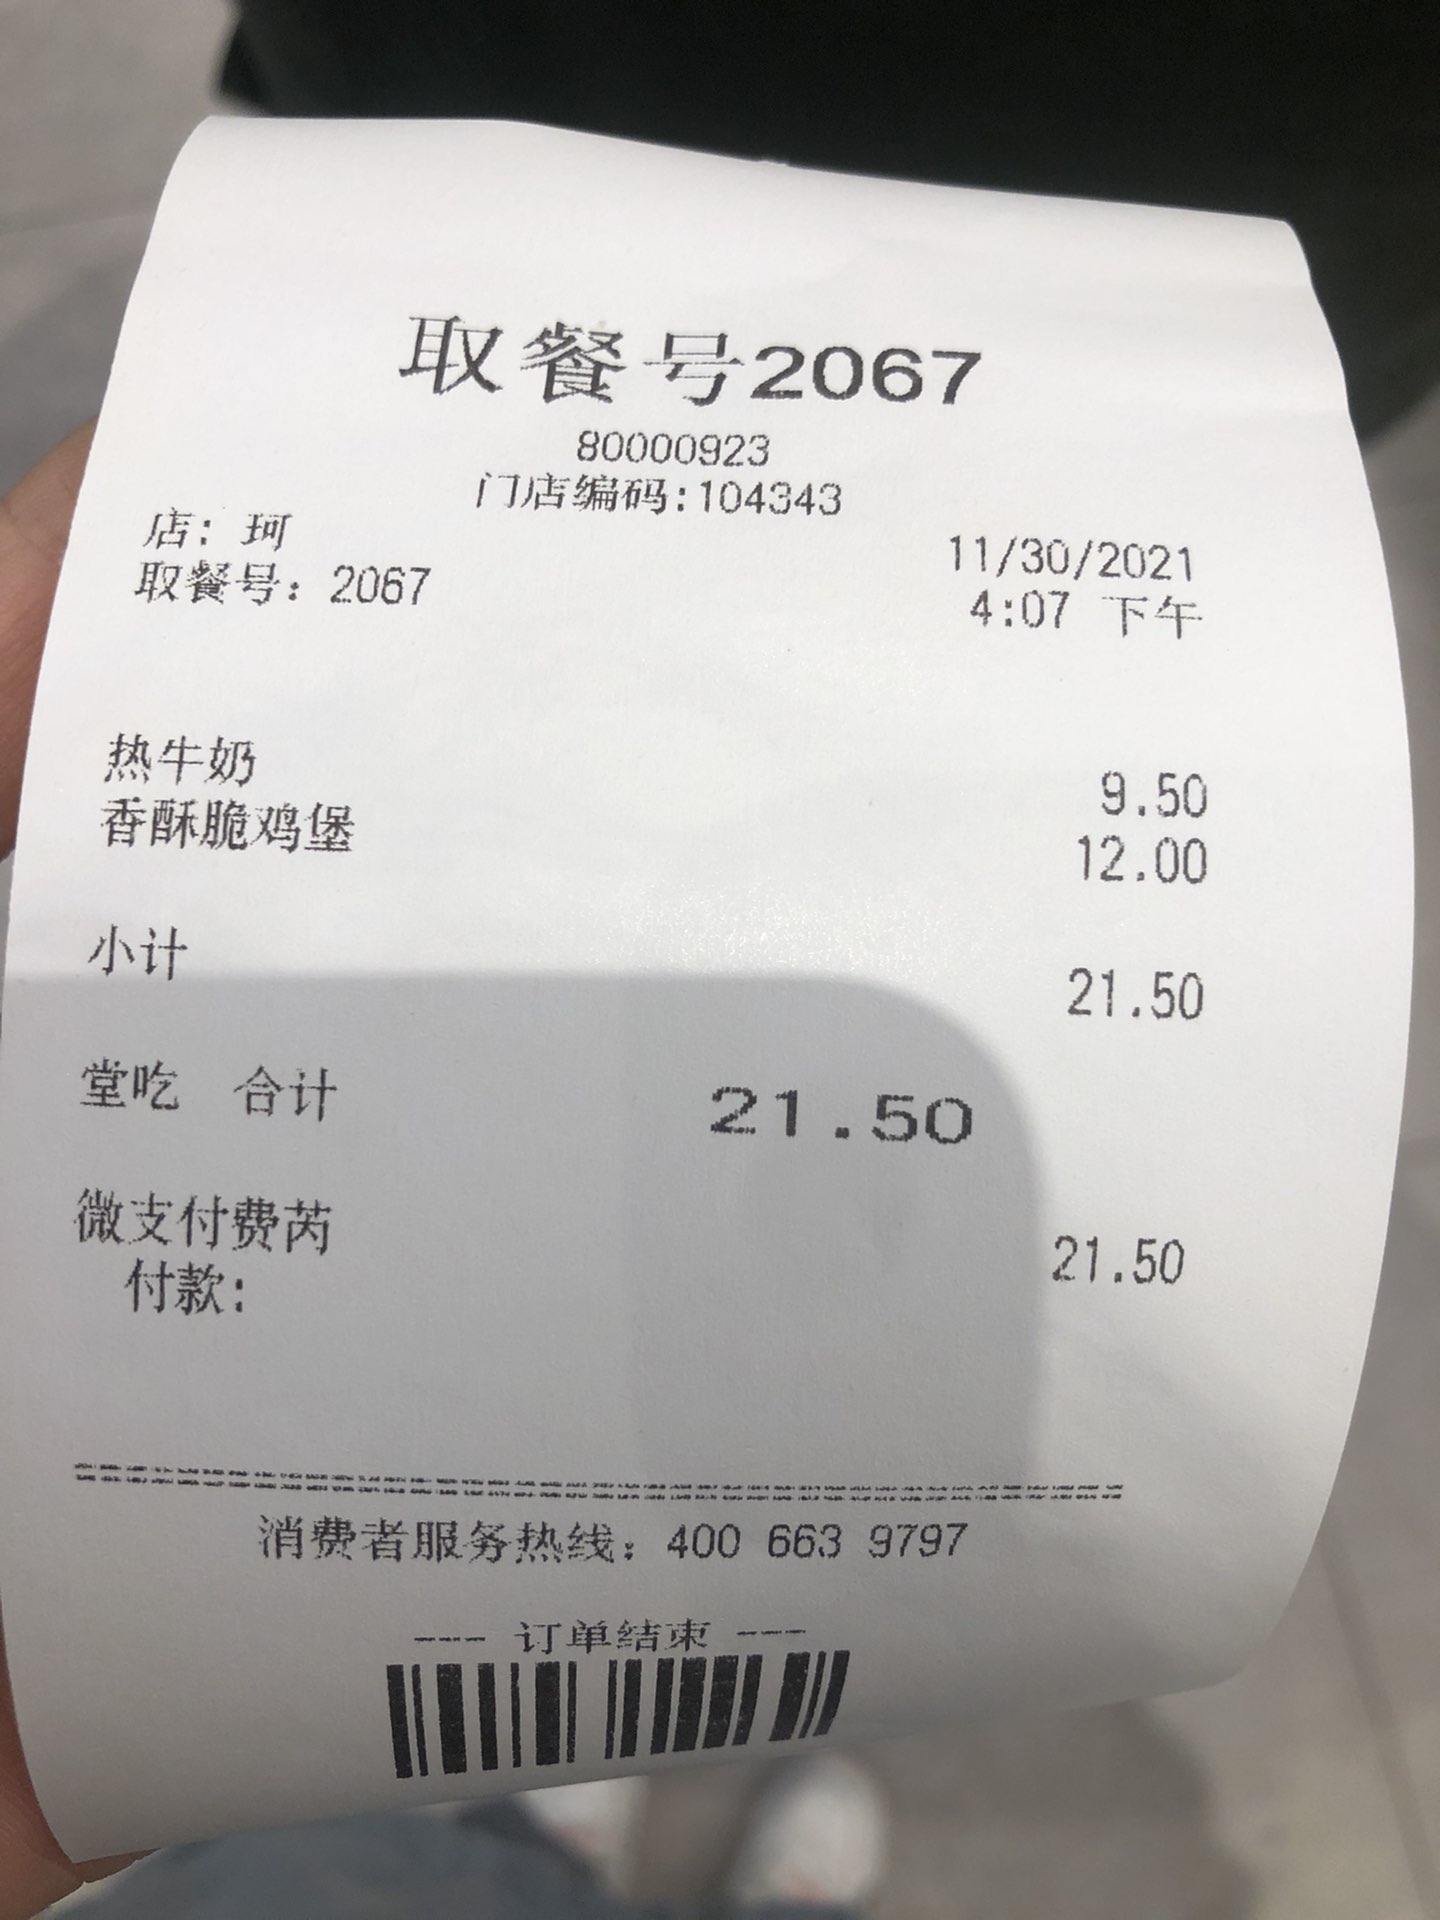 取餐号2067
80000923
门店编码:104343
店: 珂
11/30/2021
取餐号: 2067
4:07 下午
热牛奶 9.50
香酥脆鸡堡 12.00
小计 21.50
堂吃 合计 21.50
微支付费芮 21.50
付款:
消费者服务热线: 400 663 9797
--- 订单结束 ---